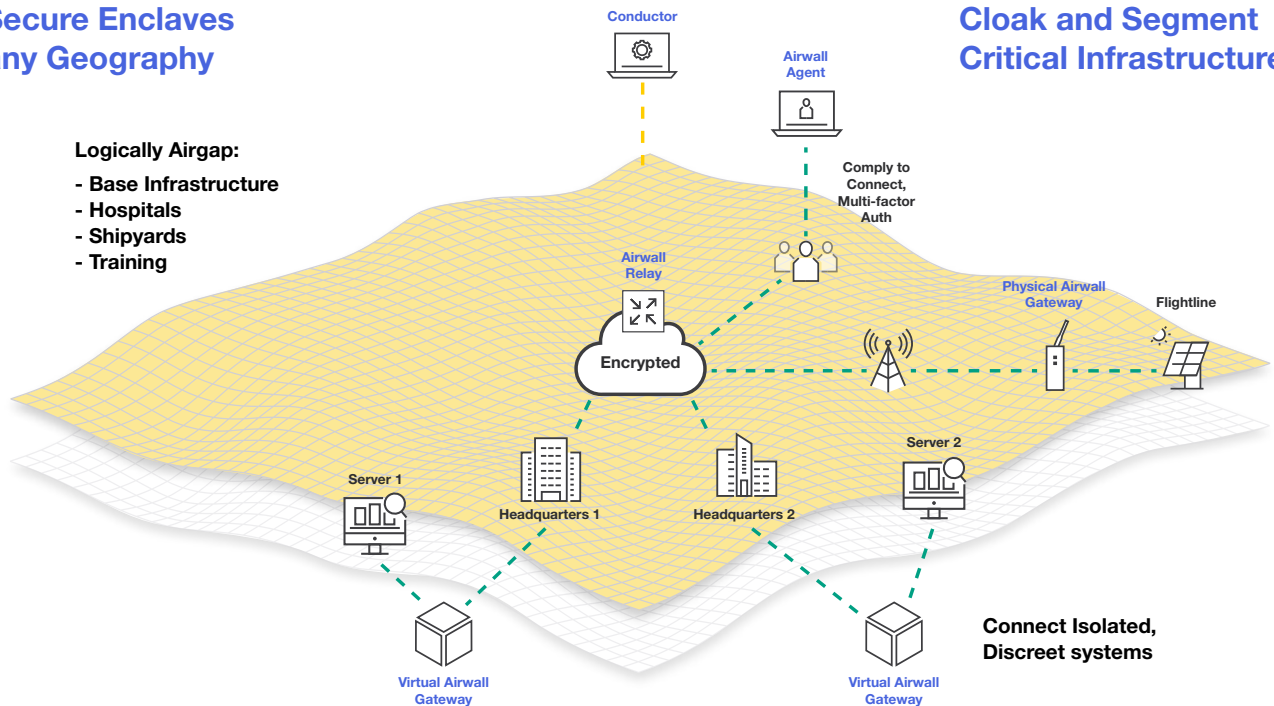 Secure Enclaves
any Geography
Cloak and Segment
Critical Infrastructure
Conductor
Airwall
Agent
Logically Airgap:
- Base Infrastructure
- Hospitals
- Shipyards
- Training
Comply to
Connect,
Multi-factor
Auth
Airwall
Relay
Encrypted
Physical Airwall
Gateway
Flightline
Server 1
Headquarters 1
Headquarters 2
Server 2
Virtual Airwall
Gateway
Virtual Airwall
Gateway
Connect Isolated,
Discreet systems